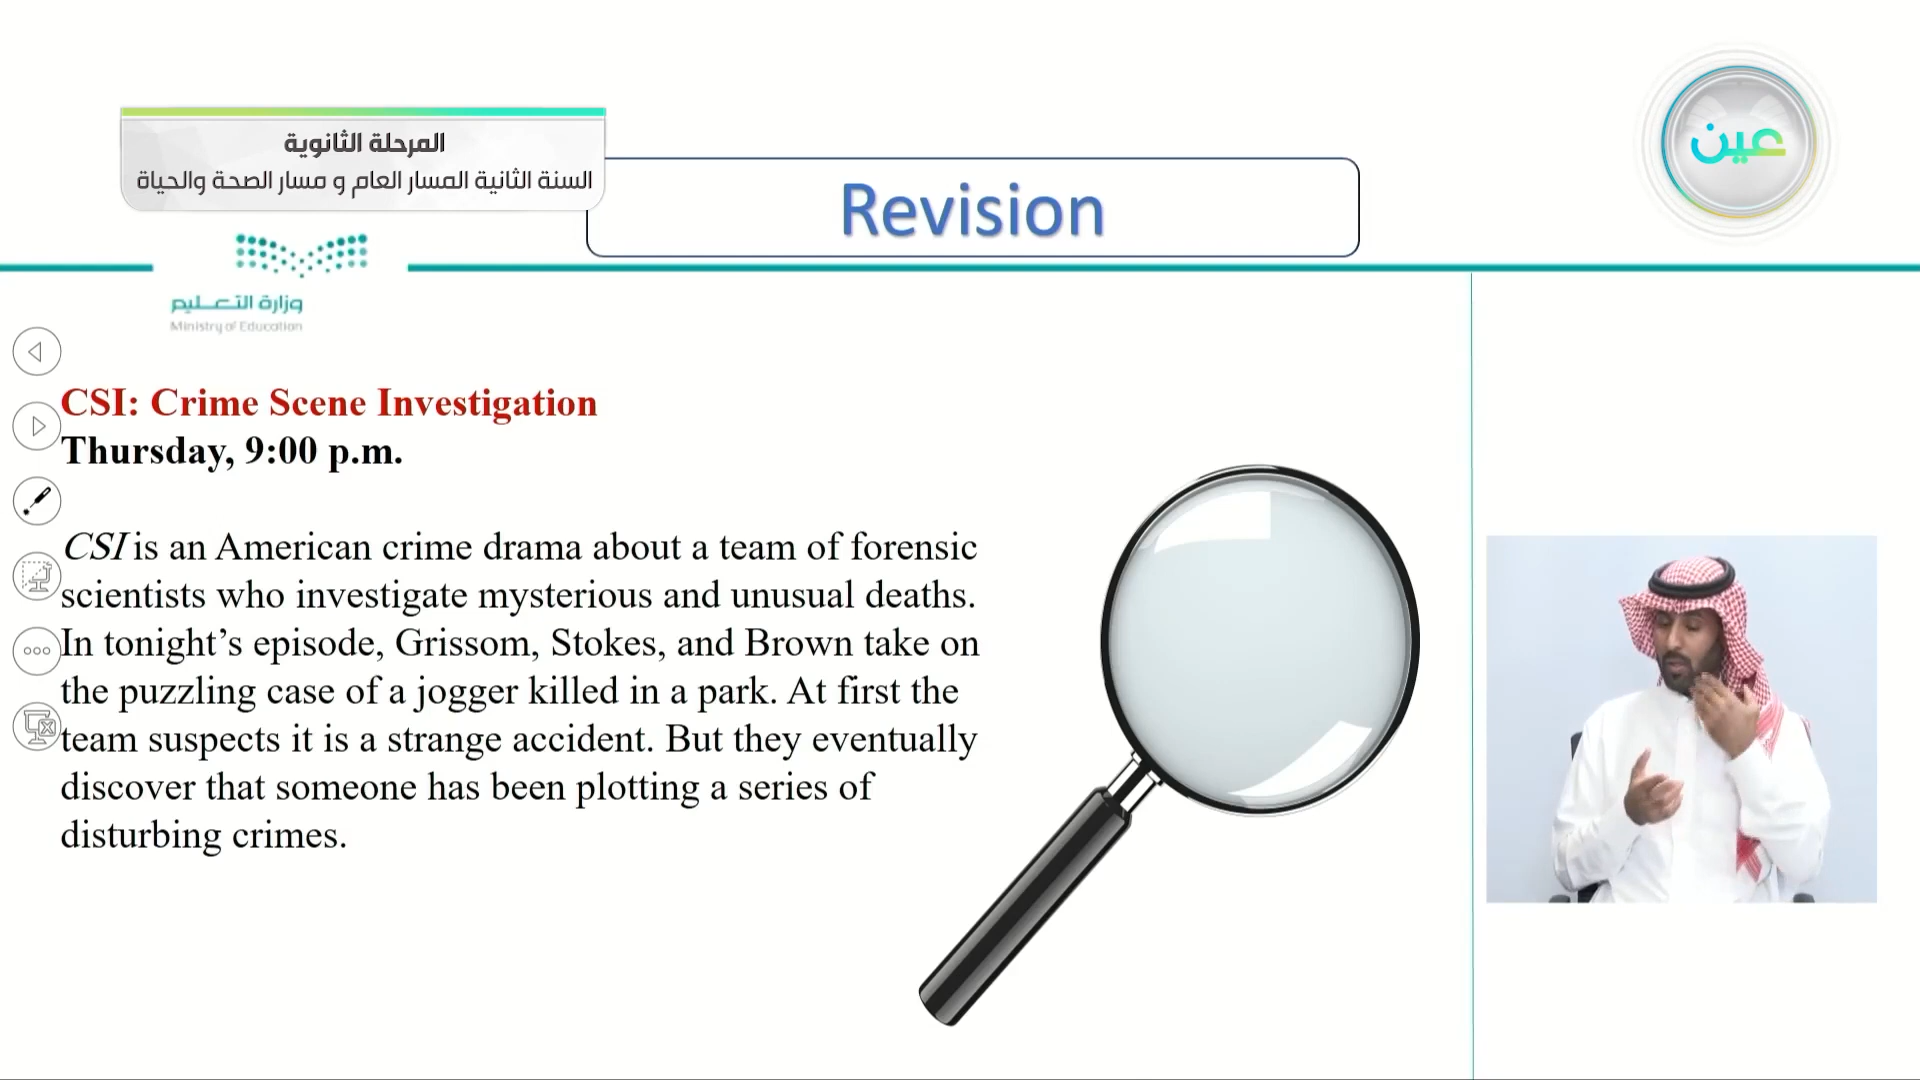 المرحلة الثانوية
السنة الثانية المسار العام و مسار الصحة والحياة
عين
Revision
وزارة التعليم
Ministry of Education
CSI: Crime Scene Investigation
Thursday, 9:00 p.m.
CSI is an American crime drama about a team of forensic
scientists who investigate mysterious and unusual deaths.
In tonight’s episode, Grissom, Stokes, and Brown take on
the puzzling case of a jogger killed in a park. At first the
team suspects it is a strange accident. But they eventually
discover that someone has been plotting a series of
disturbing crimes.